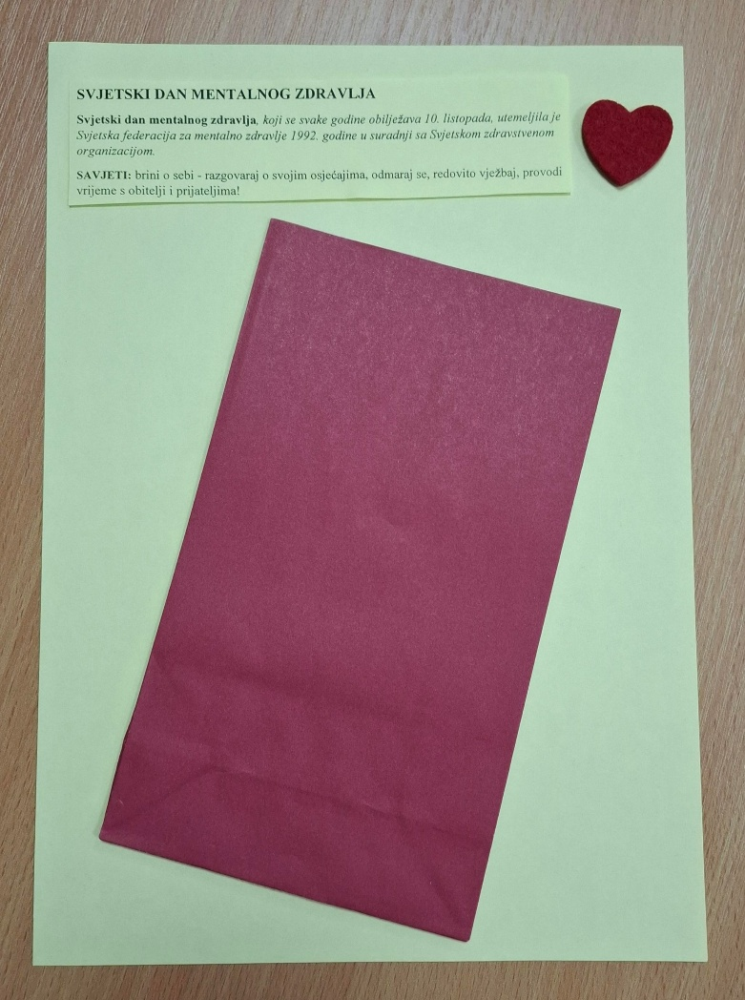 SVJETSKI DAN MENTALNOG ZDRAVLJA
Svjetski dan mentalnog zdravlja, koji se svake godine obilježava 10. listopada, utemeljila je
Svjetska federacija za mentalno zdravlje 1992. godine u suradnji sa Svjetskom zdravstvenom
organizacijom.
SAVJETI: brini o sebi - razgovaraj o svojim osjećajima, odmaraj se, redovito vježbaj, provodi
vrijeme s obitelji i prijateljima!